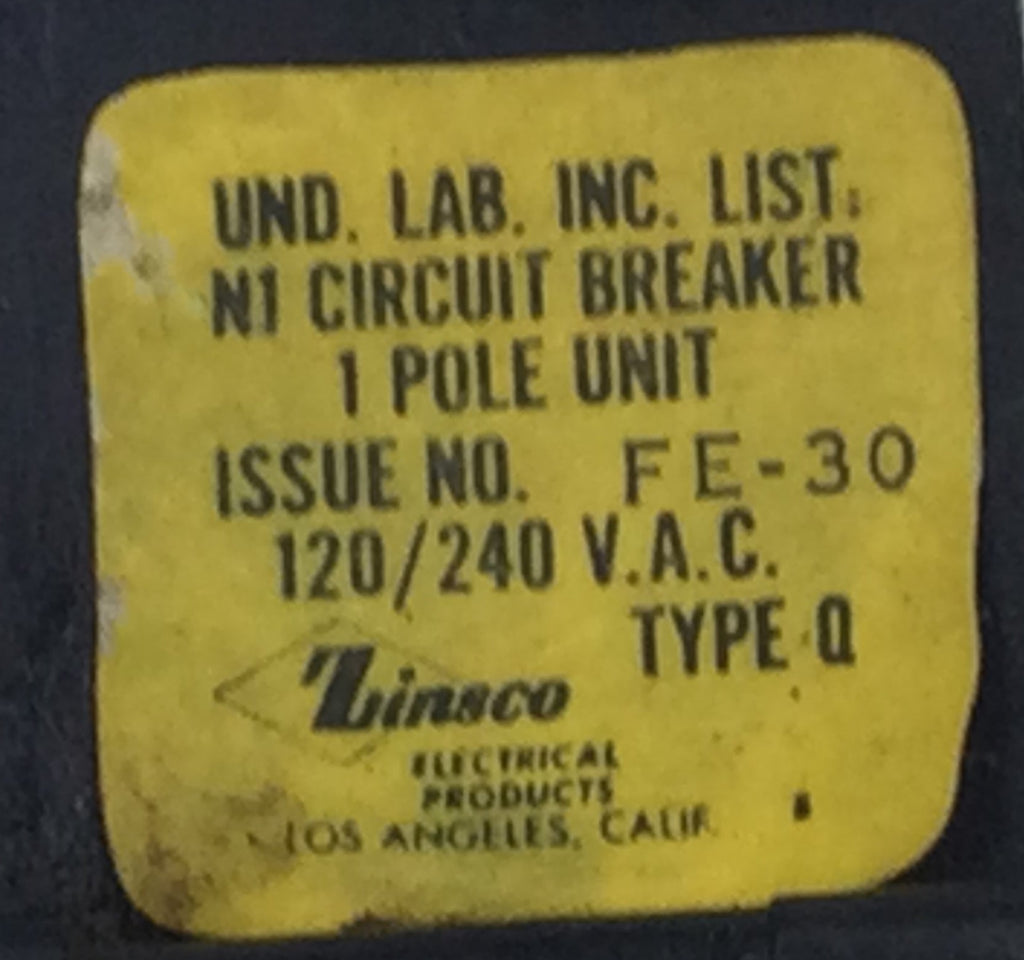 UND. LAB. INC. LIST.
N1 CIRCUIT BREAKER
1 POLE UNIT
ISSUE NO. FE-30
120/240 V.A.C.
TYPE Q
Zinsco
ELECTRICAL
PRODUCTS
LOS ANGELES, CALIF.